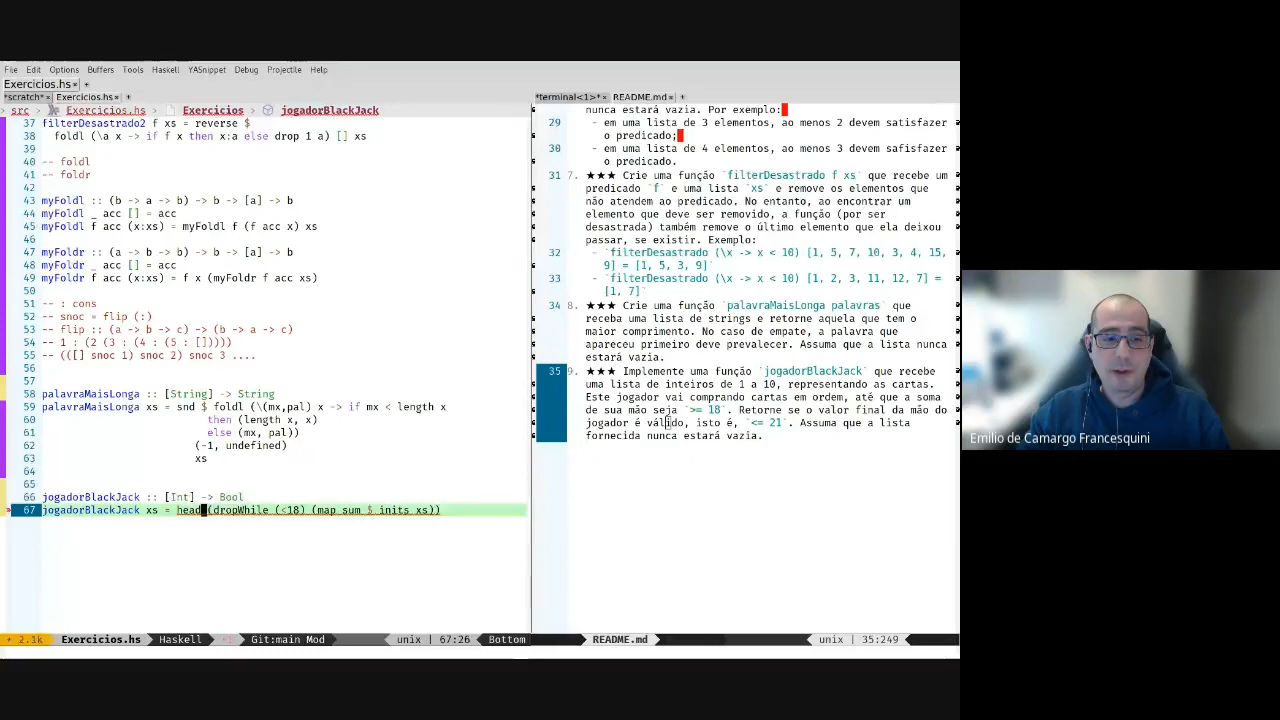 File Edit Options Buffers Tools Haskell YASnippet Debug Projectile Help
Exercicios.hs× +
*scratch*× Exercicios.hs× +
src Exercicios.hs Exercicios jogadorBlackJack
37 filterDesastrado2 f xs = reverse $
38 foldl (\a x -> if f x then x:a else drop 1 a) [] xs
39
40 -- foldl
41 -- foldr
42
43 myFoldl :: (b -> a -> b) -> b -> [a] -> b
44 myFoldl _ acc [] = acc
45 myFoldl f acc (x:xs) = myFoldl f (f acc x) xs
46
47 myFoldr :: (a -> b -> b) -> b -> [a] -> b
48 myFoldr _ acc [] = acc
49 myFoldr f acc (x:xs) = f x (myFoldr f acc xs)
50
51 -- : cons
52 -- snoc = flip (:)
53 -- flip :: (a -> b -> c) -> (b -> a -> c)
54 -- 1 : (2 (3 : (4 : (5 : []))))
55 -- (([] snoc 1) snoc 2) snoc 3 ....
56
57
58 palavraMaisLonga :: [String] -> String
59 palavraMaisLonga xs = snd $ foldl (\(mx,pal) x -> if mx < length x
60 then (length x, x)
61 else (mx, pal))
62 (-1, undefined)
63 xs
64
65
66 jogadorBlackJack :: [Int] -> Bool
67 jogadorBlackJack xs = head (dropWhile (<18) (map sum $ inits xs))
2.1k Exercicios.hs Haskell Git:main Mod unix | 67:26 Bottom
*terminal<1>*× README.md× +
nunca estará vazia. Por exemplo:
29 - em uma lista de 3 elementos, ao menos 2 devem satisfazer
o predicado;
30 - em uma lista de 4 elementos, ao menos 3 devem safisfazer
o predicado.
31 7. ★★★ Crie uma função `filterDesastrado f xs` que recebe um
predicado `f` e uma lista `xs` e remove os elementos que
não atendem ao predicado. No entanto, ao encontrar um
elemento que deve ser removido, a função (por ser
desastrada) também remove o último elemento que ela deixou
passar, se existir. Exemplo:
32 - `filterDesastrado (\x -> x < 10) [1, 5, 7, 10, 3, 4, 15,
9] = [1, 5, 3, 9]`
33 - `filterDesastrado (\x -> x < 10) [1, 2, 3, 11, 12, 7] =
[1, 7]`
34 8. ★★★ Crie uma função `palavraMaisLonga palavras` que
receba uma lista de strings e retorne aquela que tem o
maior comprimento. No caso de empate, a palavra que
apareceu primeiro deve prevalecer. Assuma que a lista nunca
estará vazia.
35 9. ★★★ Implemente uma função `jogadorBlackJack` que recebe
uma lista de inteiros de 1 a 10, representando as cartas.
Este jogador vai comprando cartas em ordem, até que a soma
de sua mão seja `>= 18`. Retorne se o valor final da mão do
jogador é válido, isto é, `<= 21`. Assuma que a lista
fornecida nunca estará vazia.
README.md unix | 35:249
Emilio de Camargo Francesquini